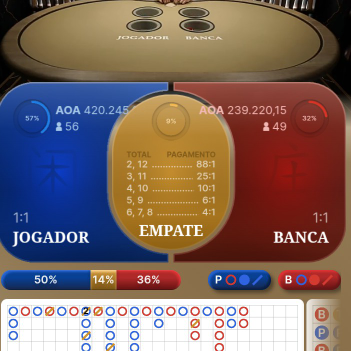 JOGADOR BANCA
AOA 420.245
57%
56
9%
AOA 239.220,15
32%
49
TOTAL PAGAMENTO
2, 12 ............... 88:1
3, 11 ............... 25:1
4, 10 ............... 10:1
5, 9 .................. 6:1
6, 7, 8 .............. 4:1
1:1
JOGADOR
EMPATE
1:1
BANCA
50% 14% 36%
P B
2
B
P
B